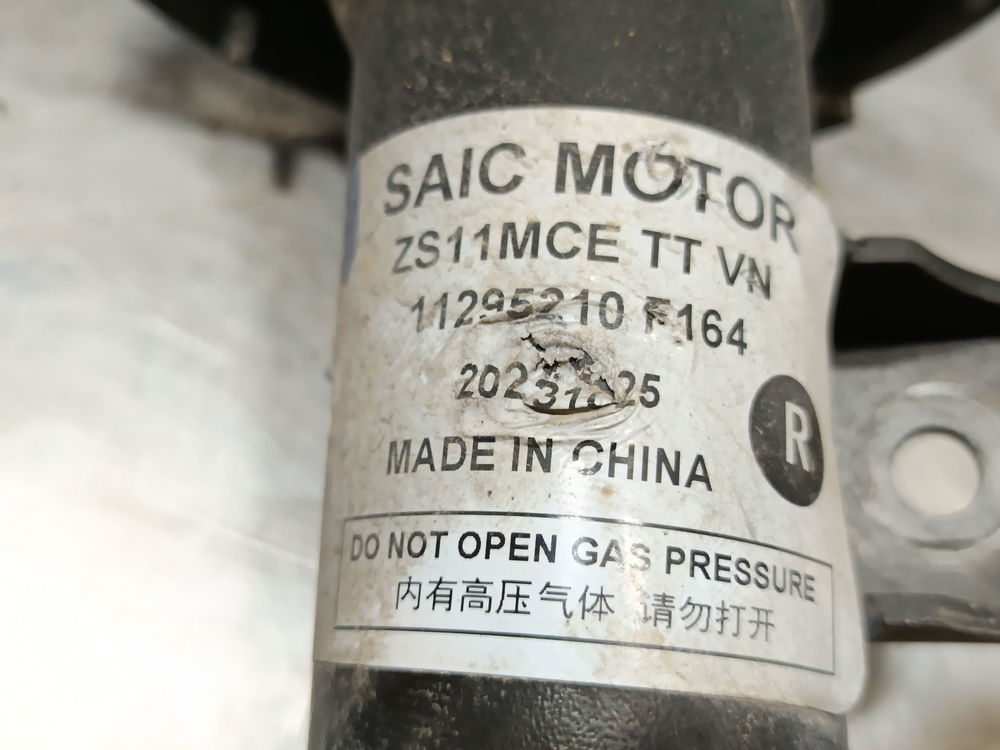 SAIC MOTOR
ZS11MCE TT VN
11295210 F164
MADE IN CHINA
R
DO NOT OPEN GAS PRESSURE
内有高压气体 请勿打开